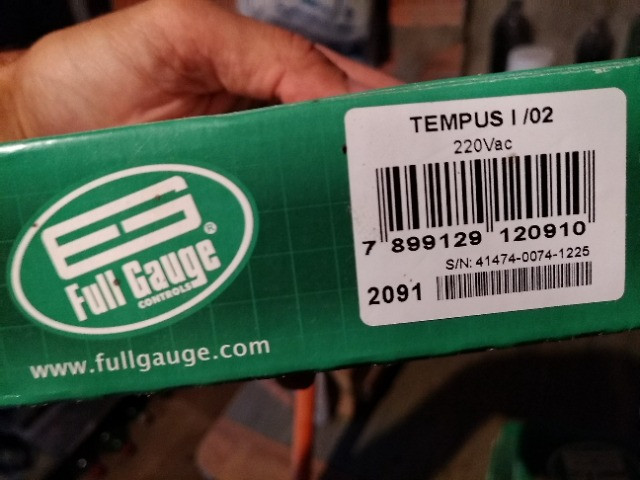 TEMPUS I /02
220Vac
7 899129 120910
S/N: 41474-0074-1225
2091
Full Gauge®
CONTROLS
www.fullgauge.com